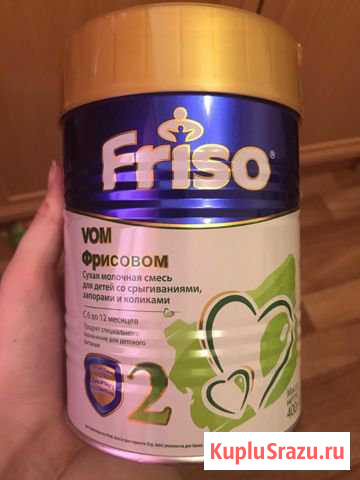 Friso®
VOM
Фрисовом
Сухая молочная смесь
для детей со срыгиваниями,
запорами и коликами
С 6 до 12 месяцев
Продукт специального
назначения для детского
питания
2
400
KupluSrazu.ru